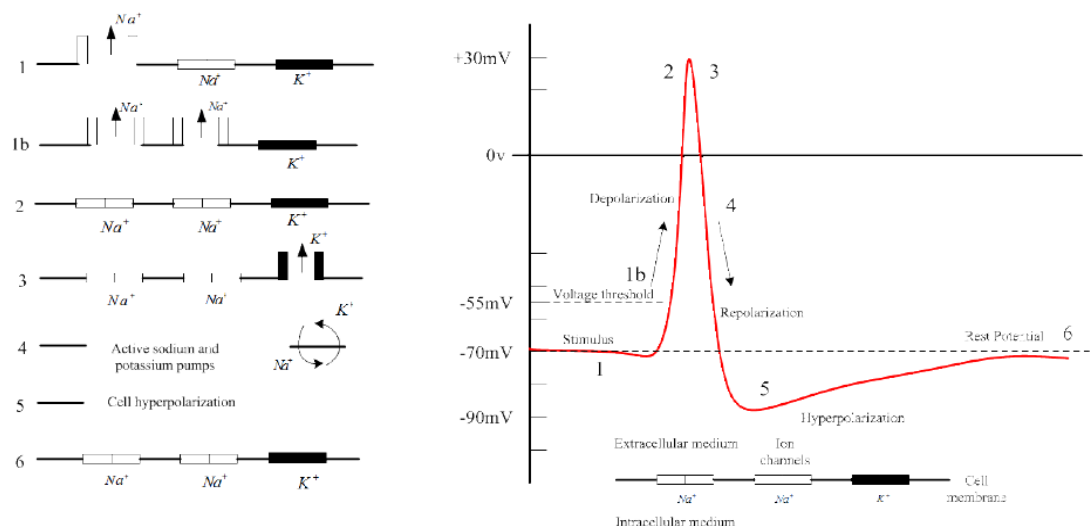 Na⁺
1
Na⁺
K⁺
Na⁺
Na⁺
1b
K⁺
2
Na⁺
Na⁺
K⁺
K⁺
3
Na⁺
Na⁺
K⁺
4
Active sodium and
potassium pumps
Na⁺
5
Cell hyperpolarization
6
Na⁺
Na⁺
K⁺
+30mV
2
3
0v
Depolarization
4
1b
Voltage threshold
-55mV
Repolarization
Stimulus
Rest Potential
6
-70mV
1
5
-90mV
Hyperpolarization
Extracellular medium
Ion
channels
Cell
membrane
Na⁺
Na⁺
K⁺
Intracellular medium